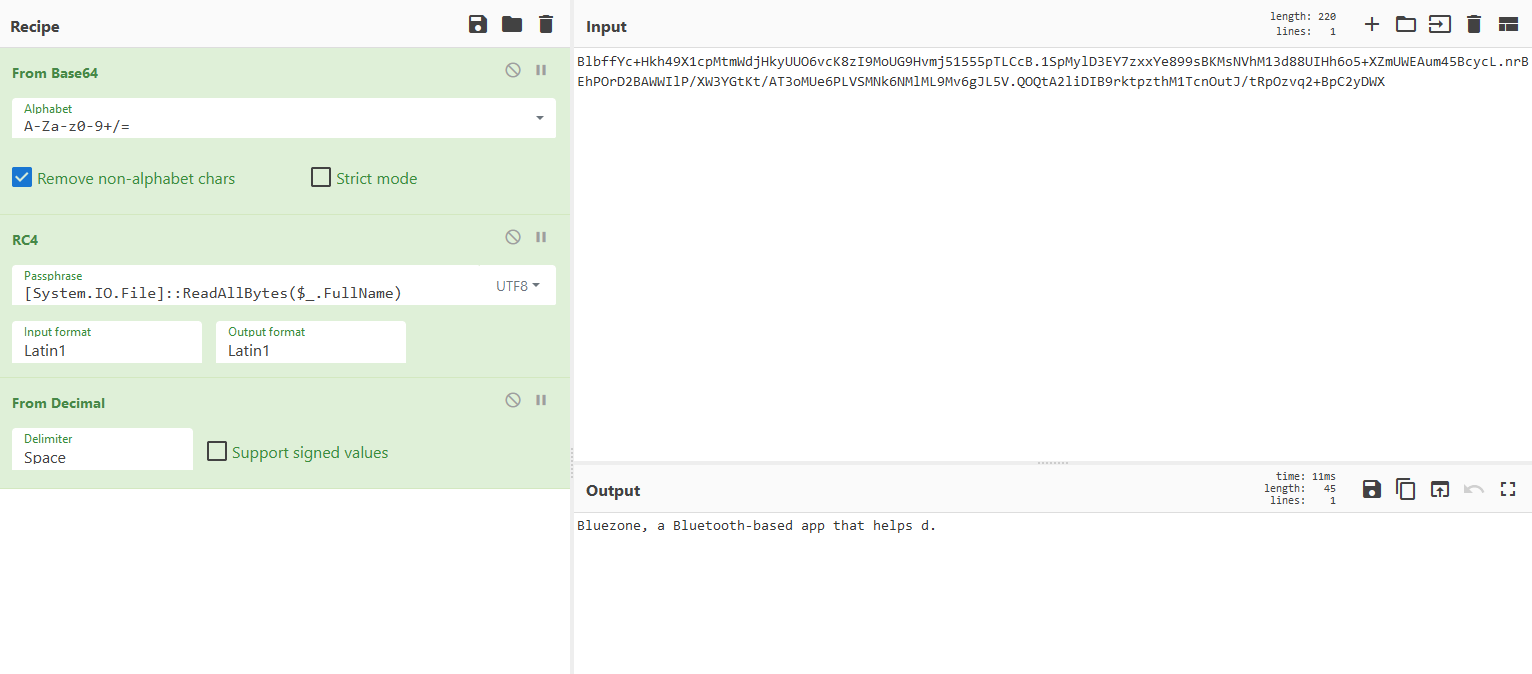 Recipe
From Base64
Alphabet
A-Za-z0-9+/=
Remove non-alphabet chars
Strict mode
RC4
Passphrase
[System.IO.File]::ReadAllBytes($_.FullName)
UTF8
Input format
Latin1
Output format
Latin1
From Decimal
Delimiter
Space
Support signed values
Input
length: 220
lines: 1
BlbffYc+Hkh49X1cpMtmWdjHkyUUO6vcK8zI9MoUG9Hvmj51555pTLCcB.1SpMylD3EY7zxxYe899sBKMsNVhM13d88UIHh6o5+XZmUWEAum45BcycL.nrB
EhPOrD2BAWWIlP/XW3YGtKt/AT3oMUe6PLVSMNk6NMlML9Mv6gJL5V.QOQtA2liDIB9rktpzthM1TcnOutJ/tRpOzvq2+BpC2yDWX
Output
time: 11ms
length: 45
lines: 1
Bluezone, a Bluetooth-based app that helps d.